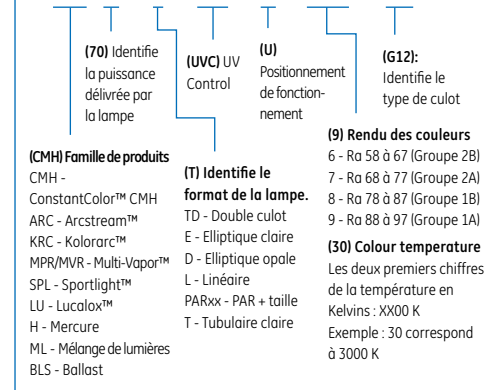 (70) Identifie
la puissance
délivrée par
la lampe
(UVC) UV
Control
(U)
Positionnement
de fonction-
nement
(G12):
Identifie le
type de culot
(CMH) Famille de produits
CMH -
ConstantColor™ CMH
ARC - Arcstream™
KRC - Kolorarc™
MPR/MVR - Multi-Vapor™
SPL - Sportlight™
LU - Lucalox™
H - Mercure
ML - Mélange de lumières
BLS - Ballast
(T) Identifie le
format de la lampe.
TD - Double culot
E - Elliptique claire
D - Elliptique opale
L - Linéaire
PARxx - PAR + taille
T - Tubulaire claire
(9) Rendu des couleurs
6 - Ra 58 à 67 (Groupe 2B)
7 - Ra 68 à 77 (Groupe 2A)
8 - Ra 78 à 87 (Groupe 1B)
9 - Ra 88 à 97 (Groupe 1A)
(30) Colour temperature
Les deux premiers chiffres
de la température en
Kelvins : XX00 K
Exemple : 30 correspond
à 3000 K